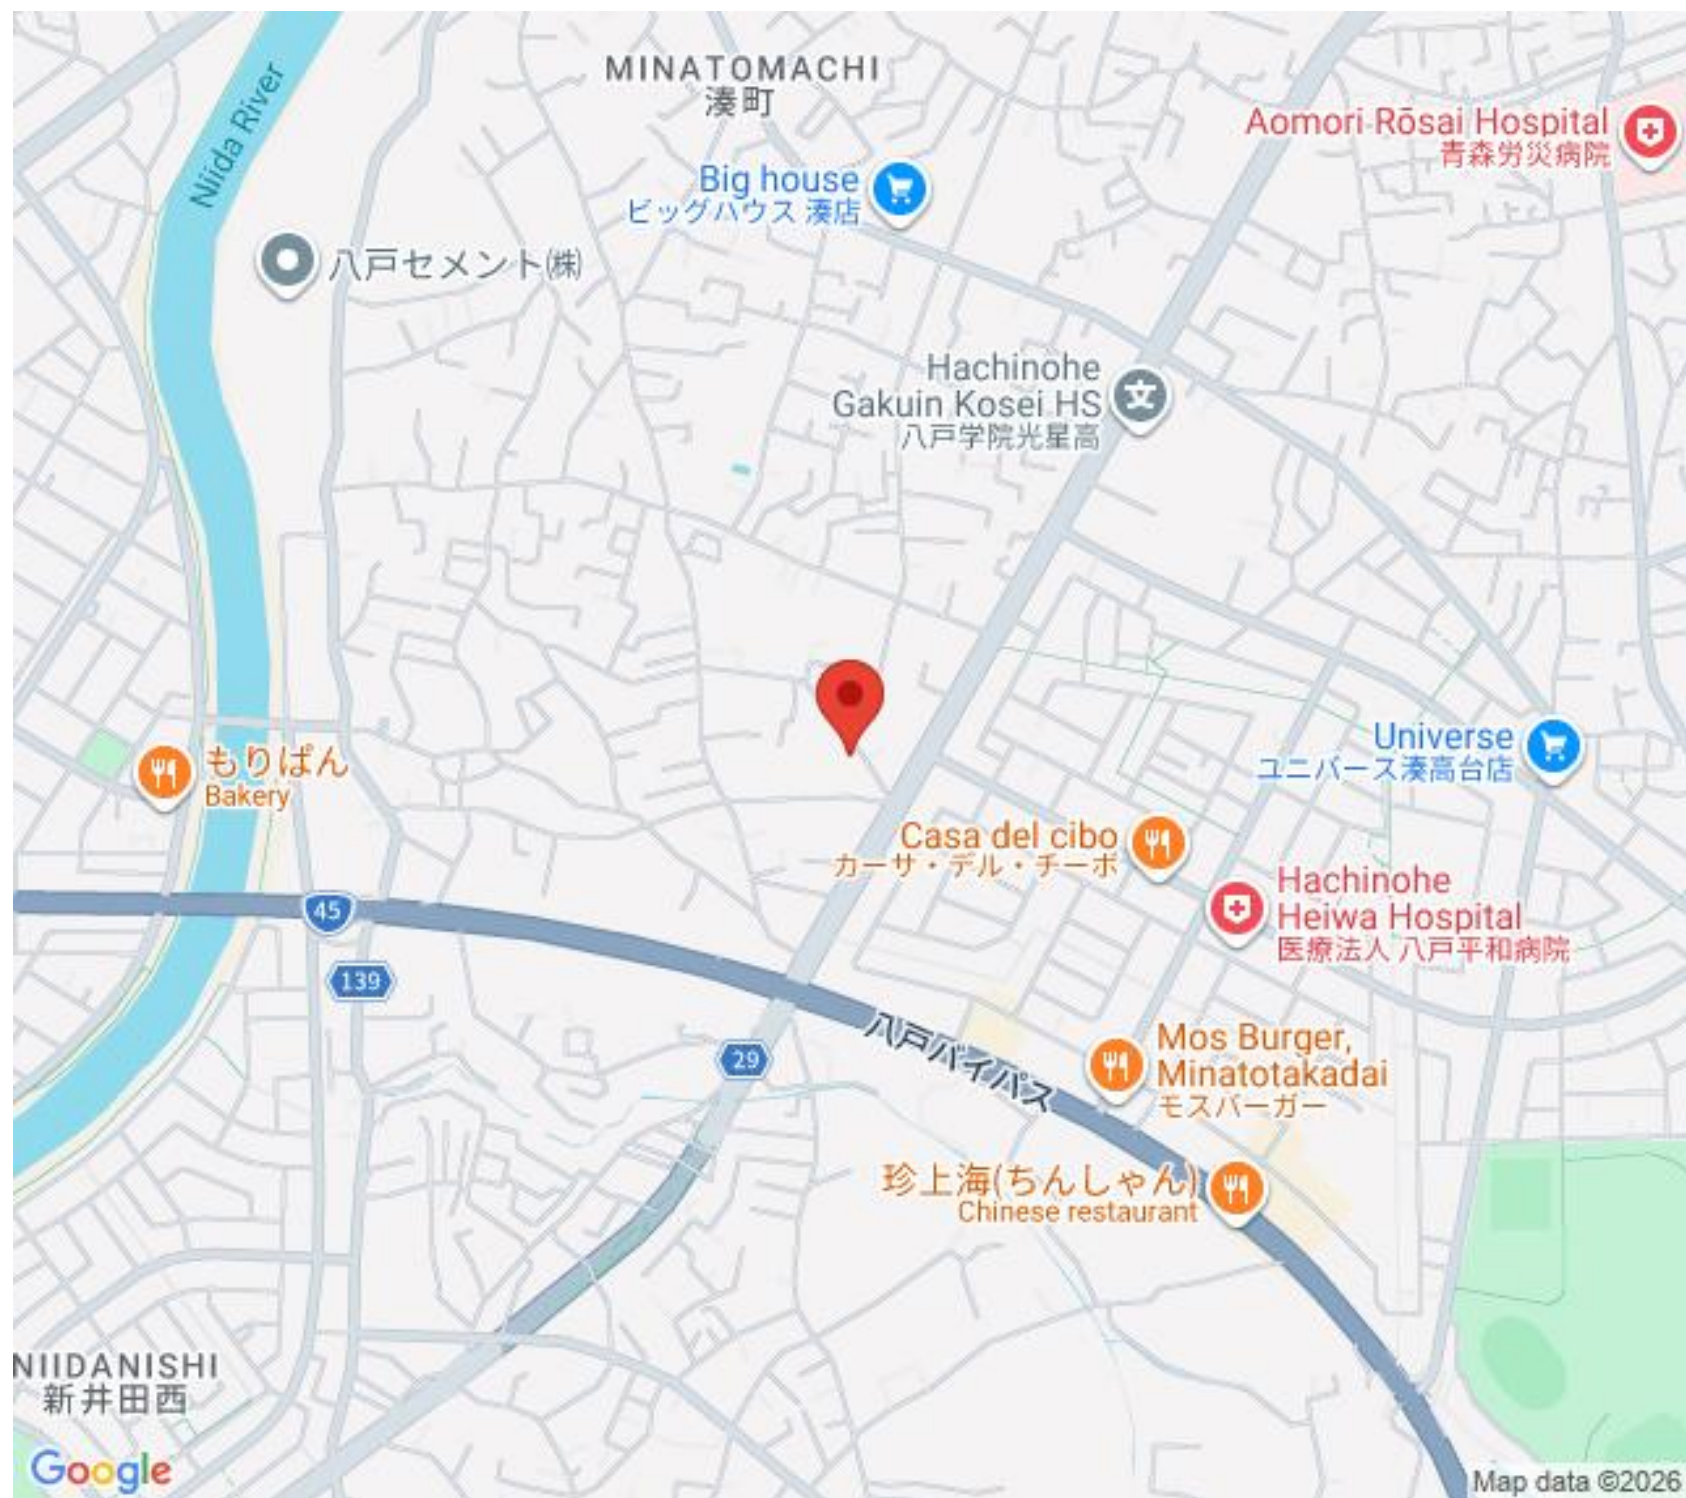 MINATOMACHI
湊町
Niida River
Aomori Rōsai Hospital
青森労災病院
Big house
ビッグハウス 湊店
八戸セメント㈱
Hachinohe
Gakuin Kosei HS
八戸学院光星高
Universe
ユニバース湊高台店
もりぱん
Bakery
Casa del cibo
カーサ・デル・チーボ
Hachinohe
Heiwa Hospital
医療法人 八戸平和病院
45
139
29
八戸バイパス
Mos Burger,
Minatotakadai
モスバーガー
珍上海(ちんしゃん)
Chinese restaurant
NIIDANISHI
新井田西
Google
Map data ©2026